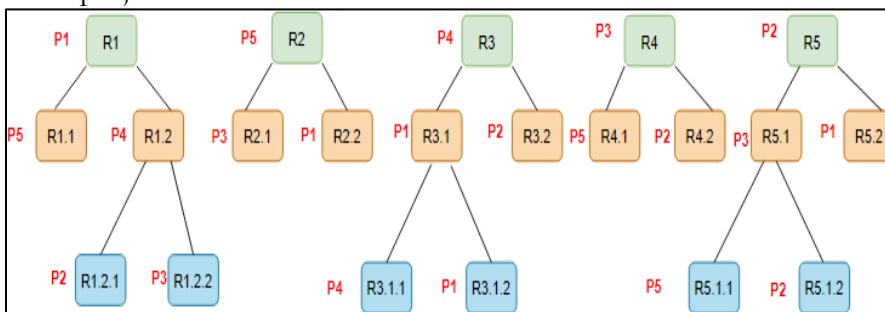 P1 R1 P5 R2 P4 R3 P3 R4 P2 R5
P5 R1.1 P4 R1.2 P3 R2.1 P1 R2.2 P1 R3.1 P2 R3.2 P5 R4.1 P2 R4.2 P3 R5.1 P1 R5.2
P2 R1.2.1 P3 R1.2.2 P4 R3.1.1 P1 R3.1.2 P5 R5.1.1 P2 R5.1.2